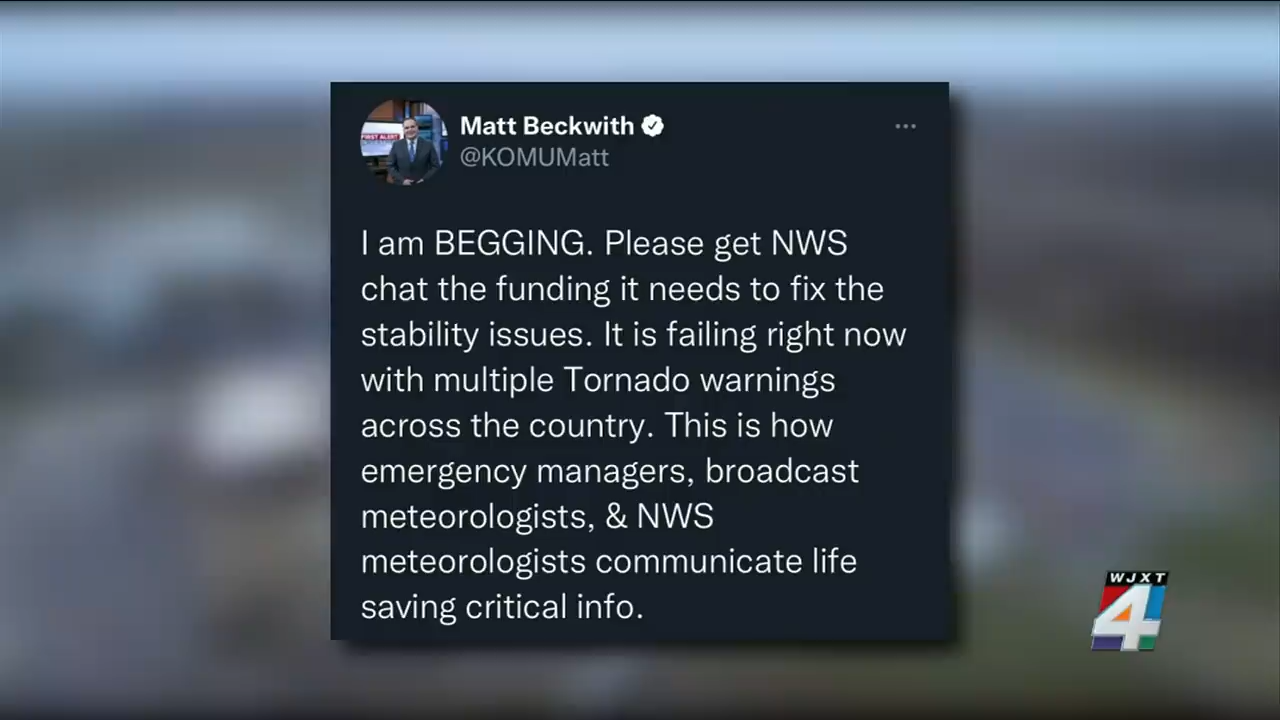 FIRST ALERT
Matt Beckwith
@KOMUMatt
I am BEGGING. Please get NWS
chat the funding it needs to fix the
stability issues. It is failing right now
with multiple Tornado warnings
across the country. This is how
emergency managers, broadcast
meteorologists, & NWS
meteorologists communicate life
saving critical info.
WJXT
4